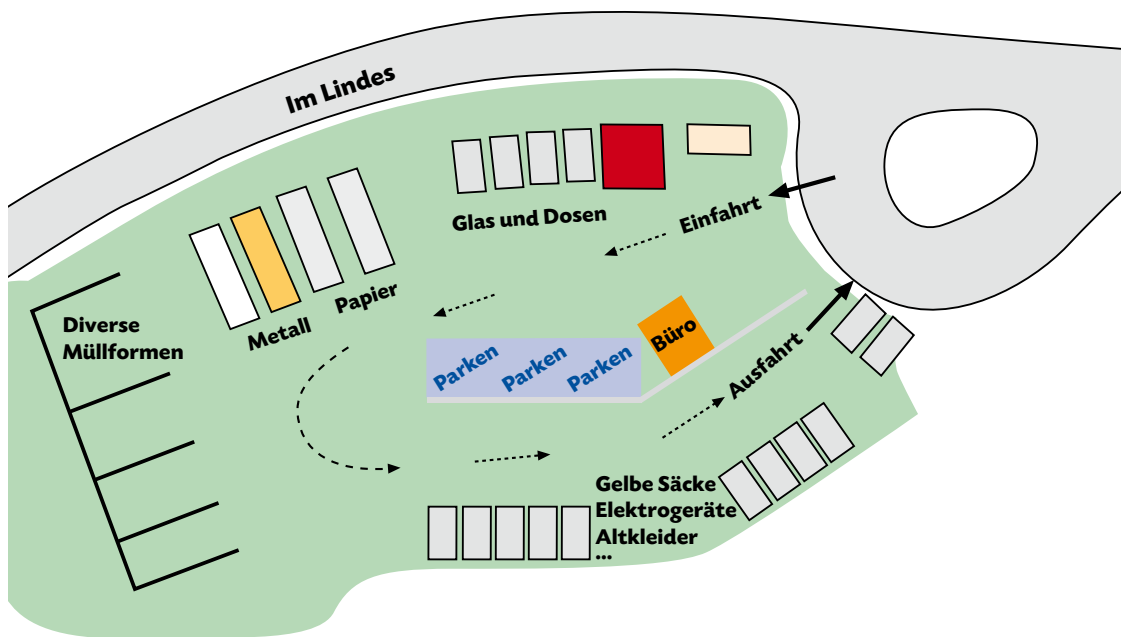 Im Lindes
Glas und Dosen
Einfahrt
Papier
Metall
Diverse
Müllformen
Parken
Parken
Parken
Büro
Ausfahrt
Gelbe Säcke
Elektrogeräte
Altkleider
...